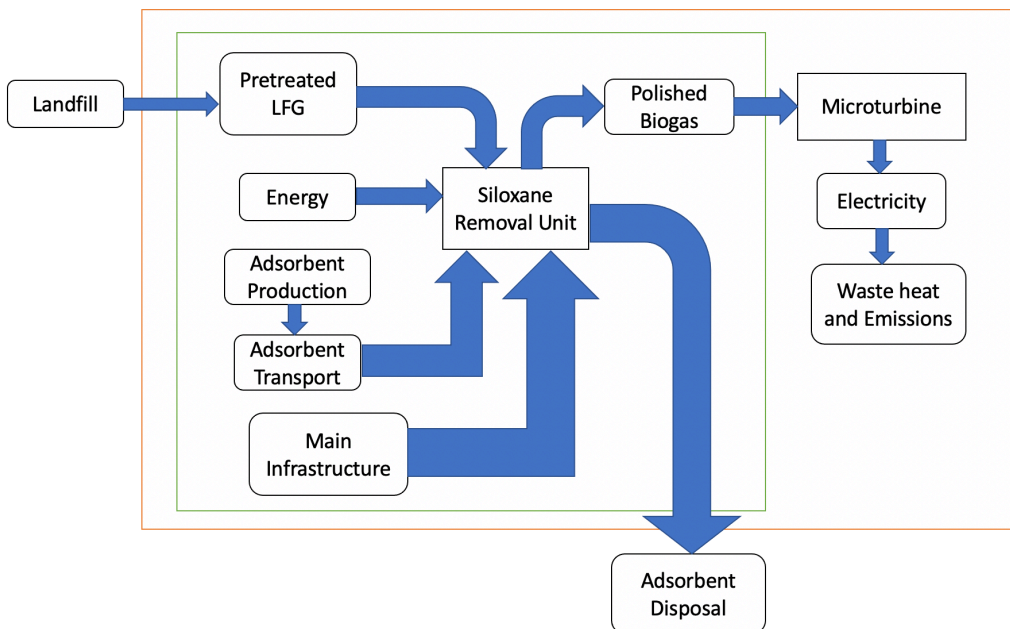 Landfill
Pretreated
LFG
Polished
Biogas
Microturbine
Energy
Siloxane
Removal Unit
Electricity
Adsorbent
Production
Waste heat
and Emissions
Adsorbent
Transport
Main
Infrastructure
Adsorbent
Disposal